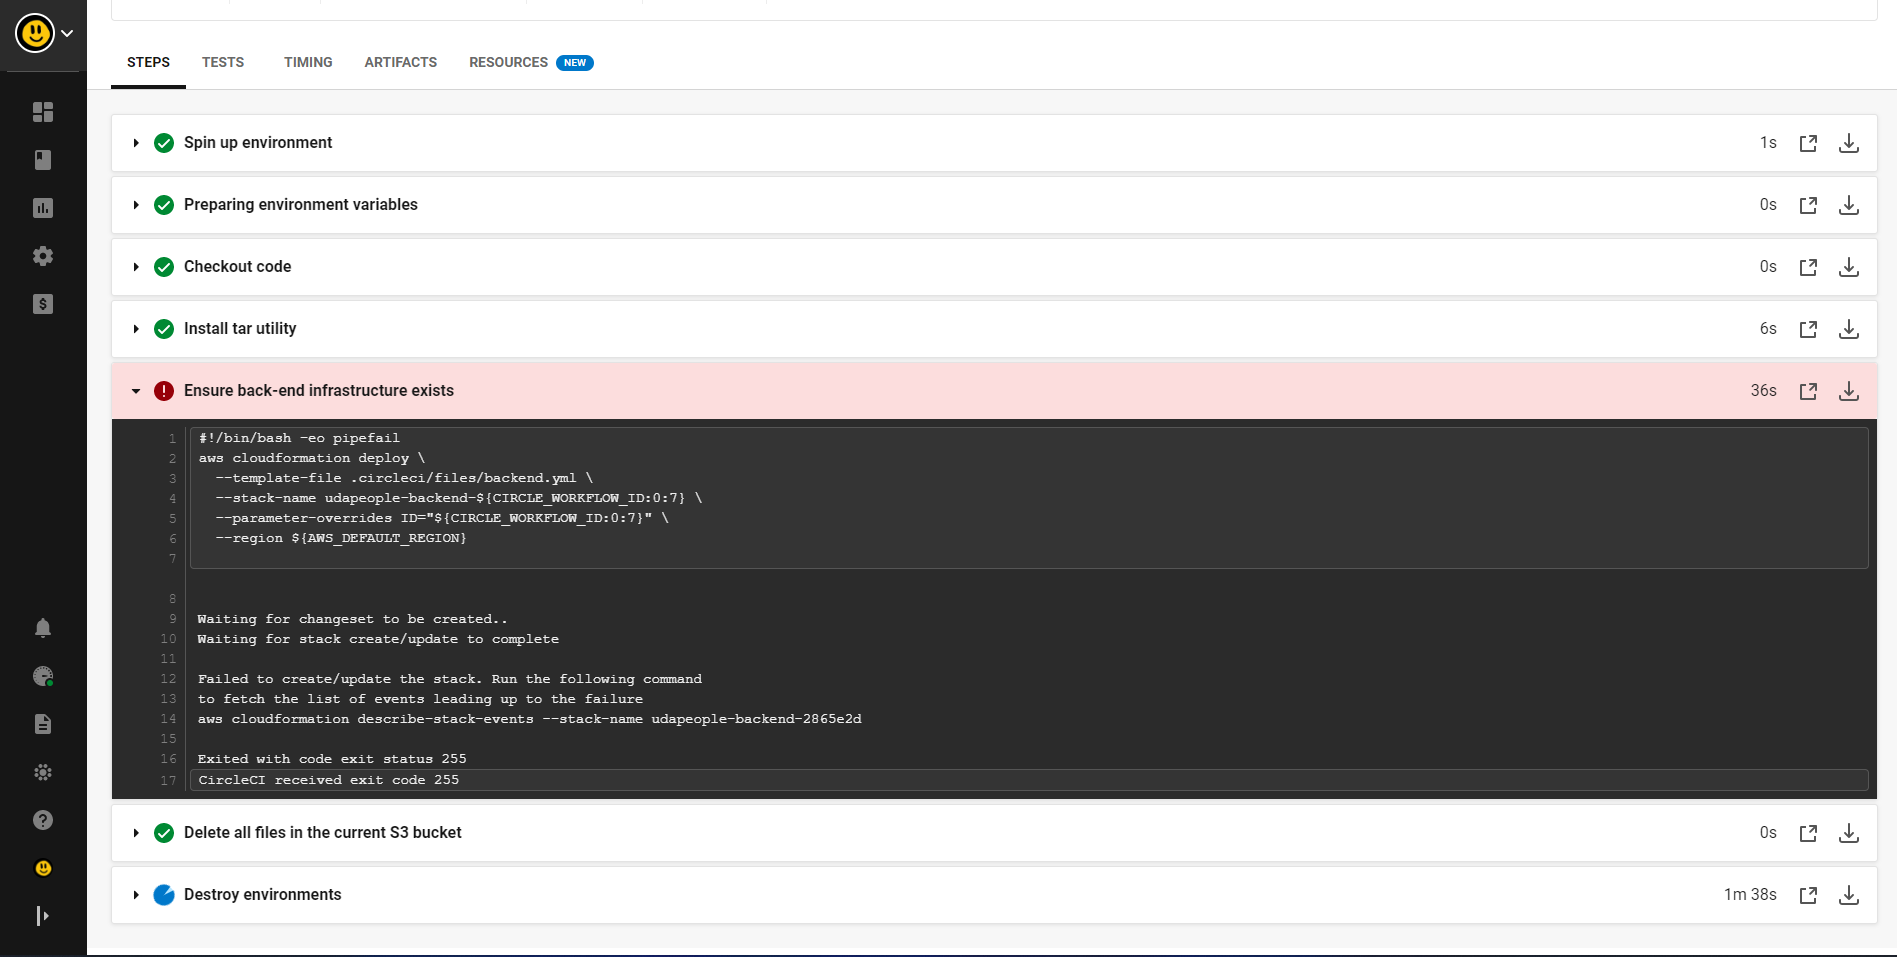 STEPS TESTS TIMING ARTIFACTS RESOURCES NEW
Spin up environment 1s
Preparing environment variables 0s
Checkout code 0s
Install tar utility 6s
Ensure back-end infrastructure exists 36s
1 #!/bin/bash -eo pipefail
2 aws cloudformation deploy \
3   --template-file .circleci/files/backend.yml \
4   --stack-name udapeople-backend-${CIRCLE_WORKFLOW_ID:0:7} \
5   --parameter-overrides ID="${CIRCLE_WORKFLOW_ID:0:7}" \
6   --region ${AWS_DEFAULT_REGION}
7
8
9 Waiting for changeset to be created..
10 Waiting for stack create/update to complete
11
12 Failed to create/update the stack. Run the following command
13 to fetch the list of events leading up to the failure
14 aws cloudformation describe-stack-events --stack-name udapeople-backend-2865e2d
15
16 Exited with code exit status 255
17 CircleCI received exit code 255
Delete all files in the current S3 bucket 0s
Destroy environments 1m 38s